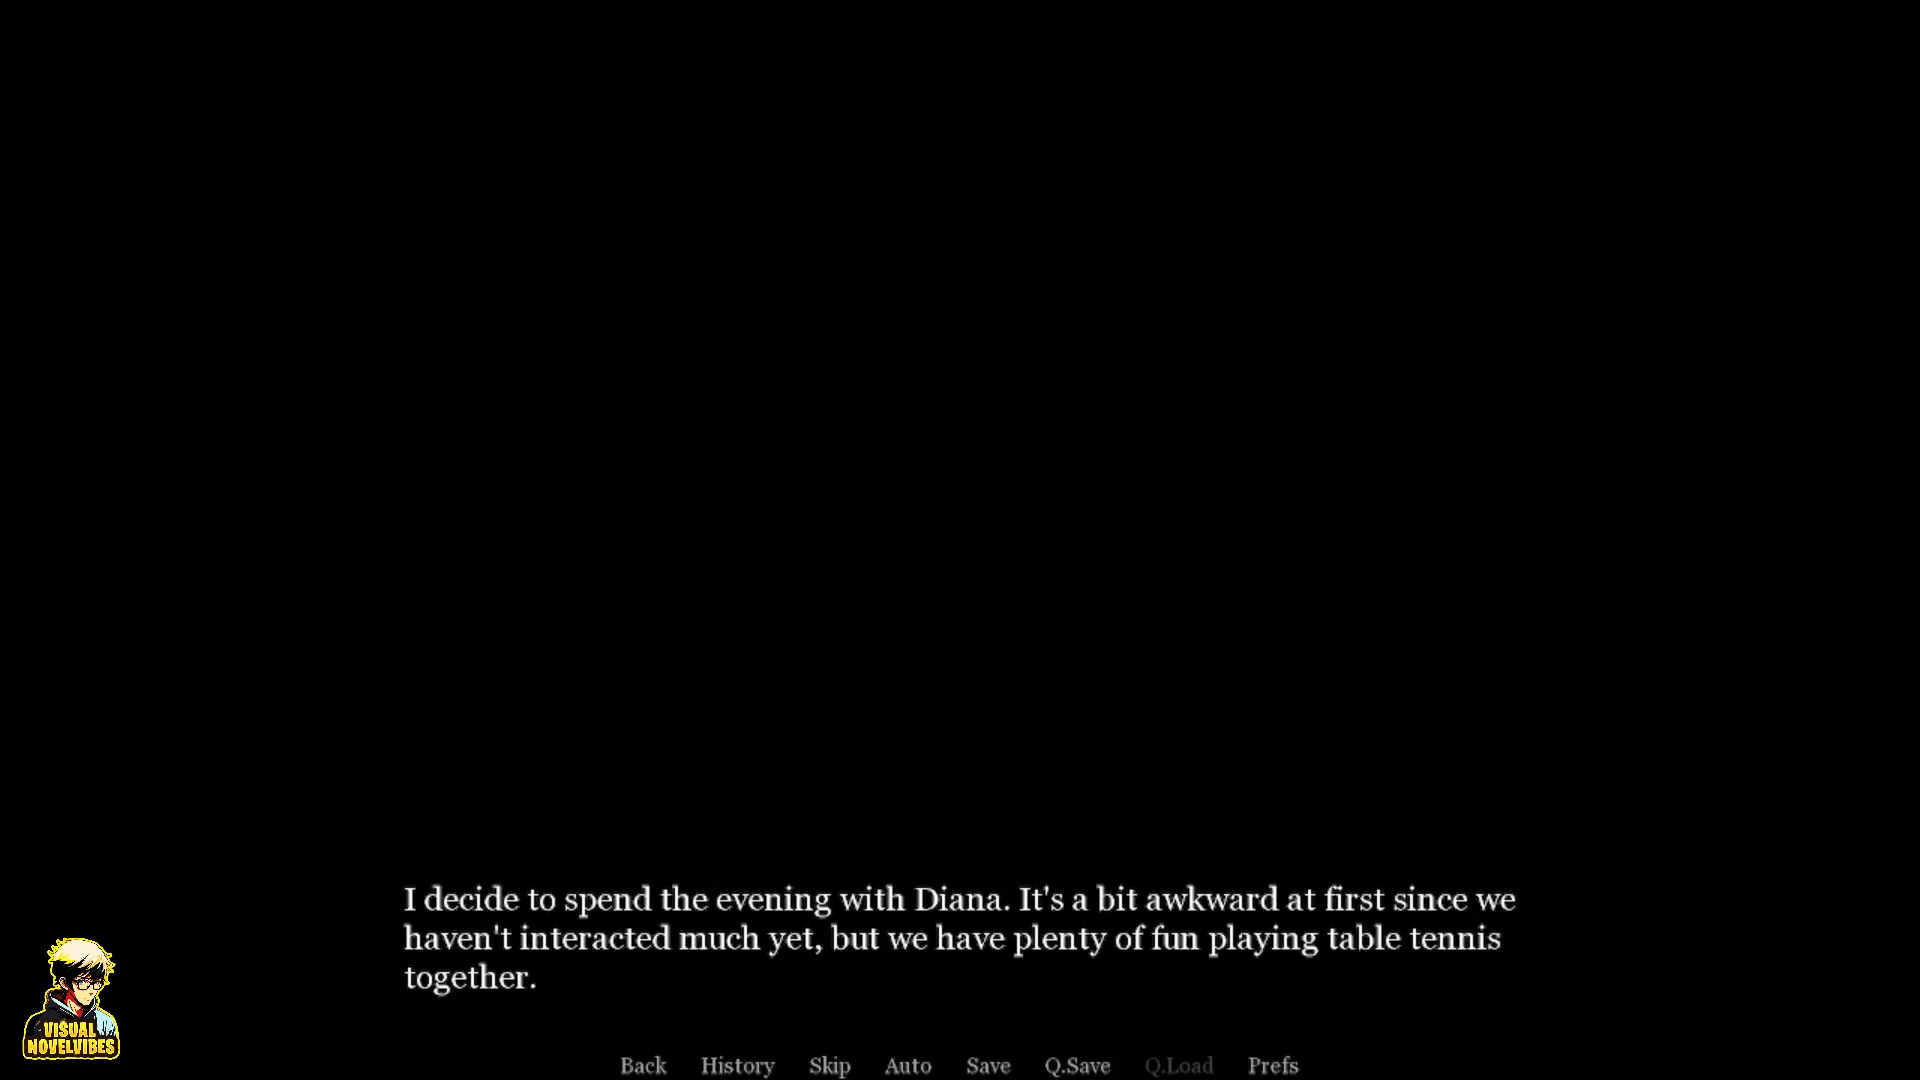 I decide to spend the evening with Diana. It's a bit awkward at first since we
haven't interacted much yet, but we have plenty of fun playing table tennis
together.
VISUAL
NOVELVIBES
Back History Skip Auto Save Q.Save Q.Load Prefs